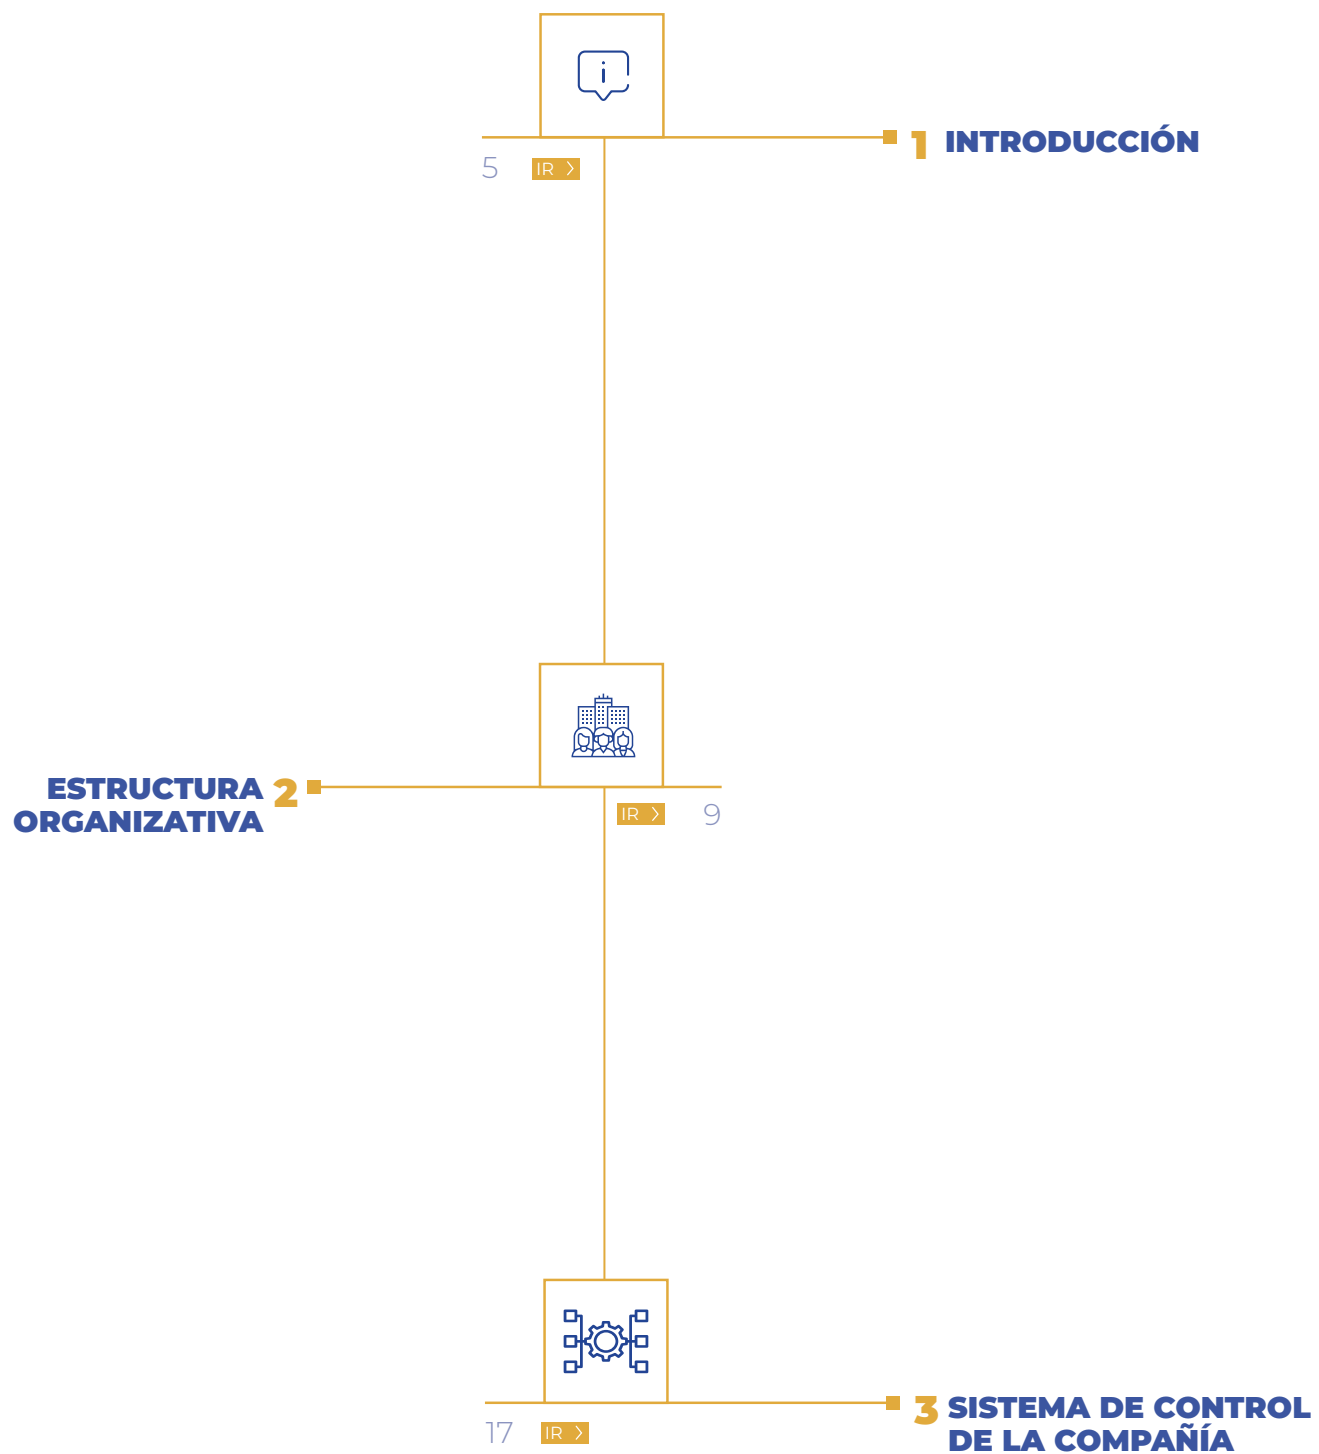 1 INTRODUCCIÓN
5 IR
ESTRUCTURA 2
ORGANIZATIVA
IR 9
3 SISTEMA DE CONTROL
DE LA COMPAÑÍA
17 IR